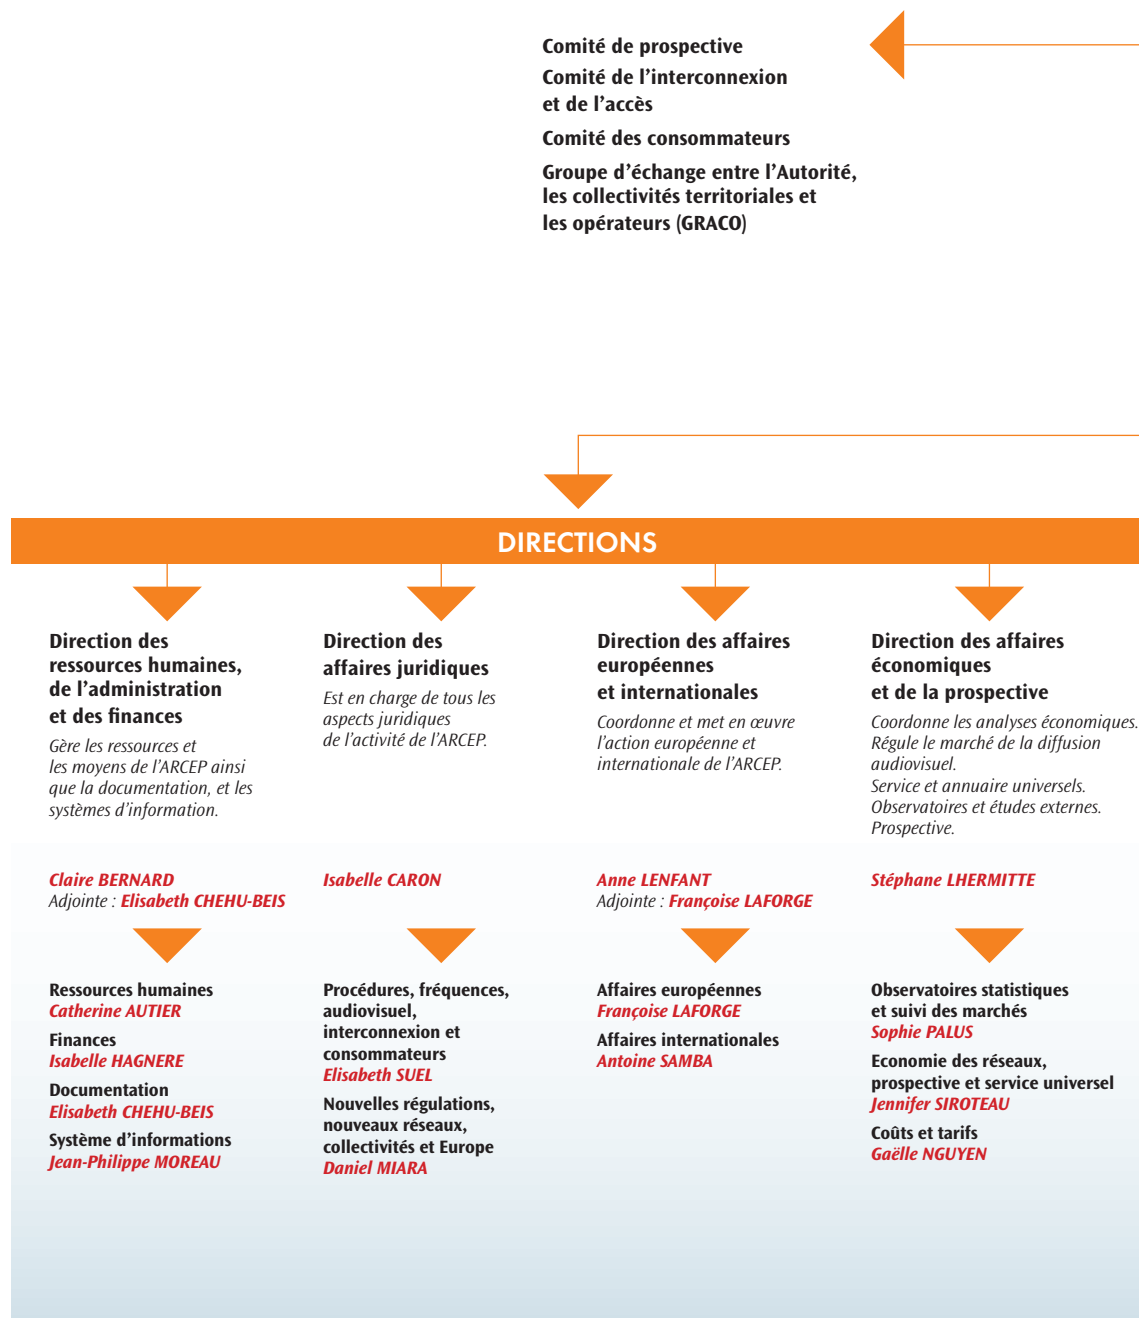 Comité de prospective
Comité de l'interconnexion
et de l'accès
Comité des consommateurs
Groupe d'échange entre l'Autorité,
les collectivités territoriales et
les opérateurs (GRACO)
DIRECTIONS
Direction des
ressources humaines,
de l'administration
et des finances
Gère les ressources et
les moyens de l'ARCEP ainsi
que la documentation, et les
systèmes d'information.
Claire BERNARD
Adjointe : Elisabeth CHEHU-BEIS
Ressources humaines
Catherine AUTIER
Finances
Isabelle HAGNERE
Documentation
Elisabeth CHEHU-BEIS
Système d'informations
Jean-Philippe MOREAU
Direction des
affaires juridiques
Est en charge de tous les
aspects juridiques
de l'activité de l'ARCEP.
Isabelle CARON
Procédures, fréquences,
audiovisuel,
interconnexion et
consommateurs
Elisabeth SUEL
Nouvelles régulations,
nouveaux réseaux,
collectivités et Europe
Daniel MIARA
Direction des affaires
européennes
et internationales
Coordonne et met en œuvre
l'action européenne et
internationale de l'ARCEP.
Anne LENFANT
Adjointe : Françoise LAFORGE
Affaires européennes
Françoise LAFORGE
Affaires internationales
Antoine SAMBA
Direction des affaires
économiques
et de la prospective
Coordonne les analyses économiques.
Régule le marché de la diffusion
audiovisuel.
Service et annuaire universels.
Observatoires et études externes.
Prospective.
Stéphane LHERMITTE
Observatoires statistiques
et suivi des marchés
Sophie PALUS
Economie des réseaux,
prospective et service universel
Jennifer SIROTEAU
Coûts et tarifs
Gaëlle NGUYEN